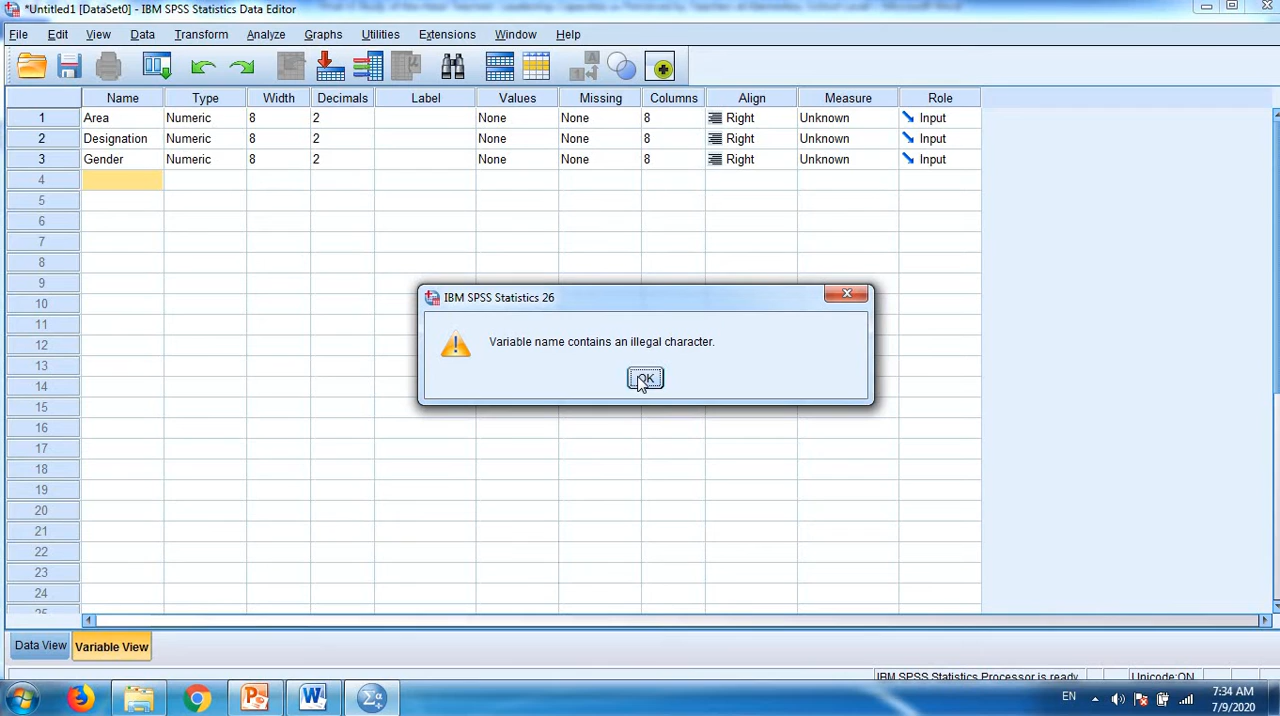 *Untitled1 [DataSet0] - IBM SPSS Statistics Data Editor
File Edit View Data Transform Analyze Graphs Utilities Extensions Window Help
Name Type Width Decimals Label Values Missing Columns Align Measure Role
1 Area Numeric 8 2 None None 8 Right Unknown Input
2 Designation Numeric 8 2 None None 8 Right Unknown Input
3 Gender Numeric 8 2 None None 8 Right Unknown Input
4
5
6
7
8
9
10
11
12
13
14
15
16
17
18
19
20
21
22
23
24
25
IBM SPSS Statistics 26
Variable name contains an illegal character.
OK
Data View Variable View
IBM SPSS Statistics Processor is ready Unicode:ON
EN 7:34 AM
7/9/2020